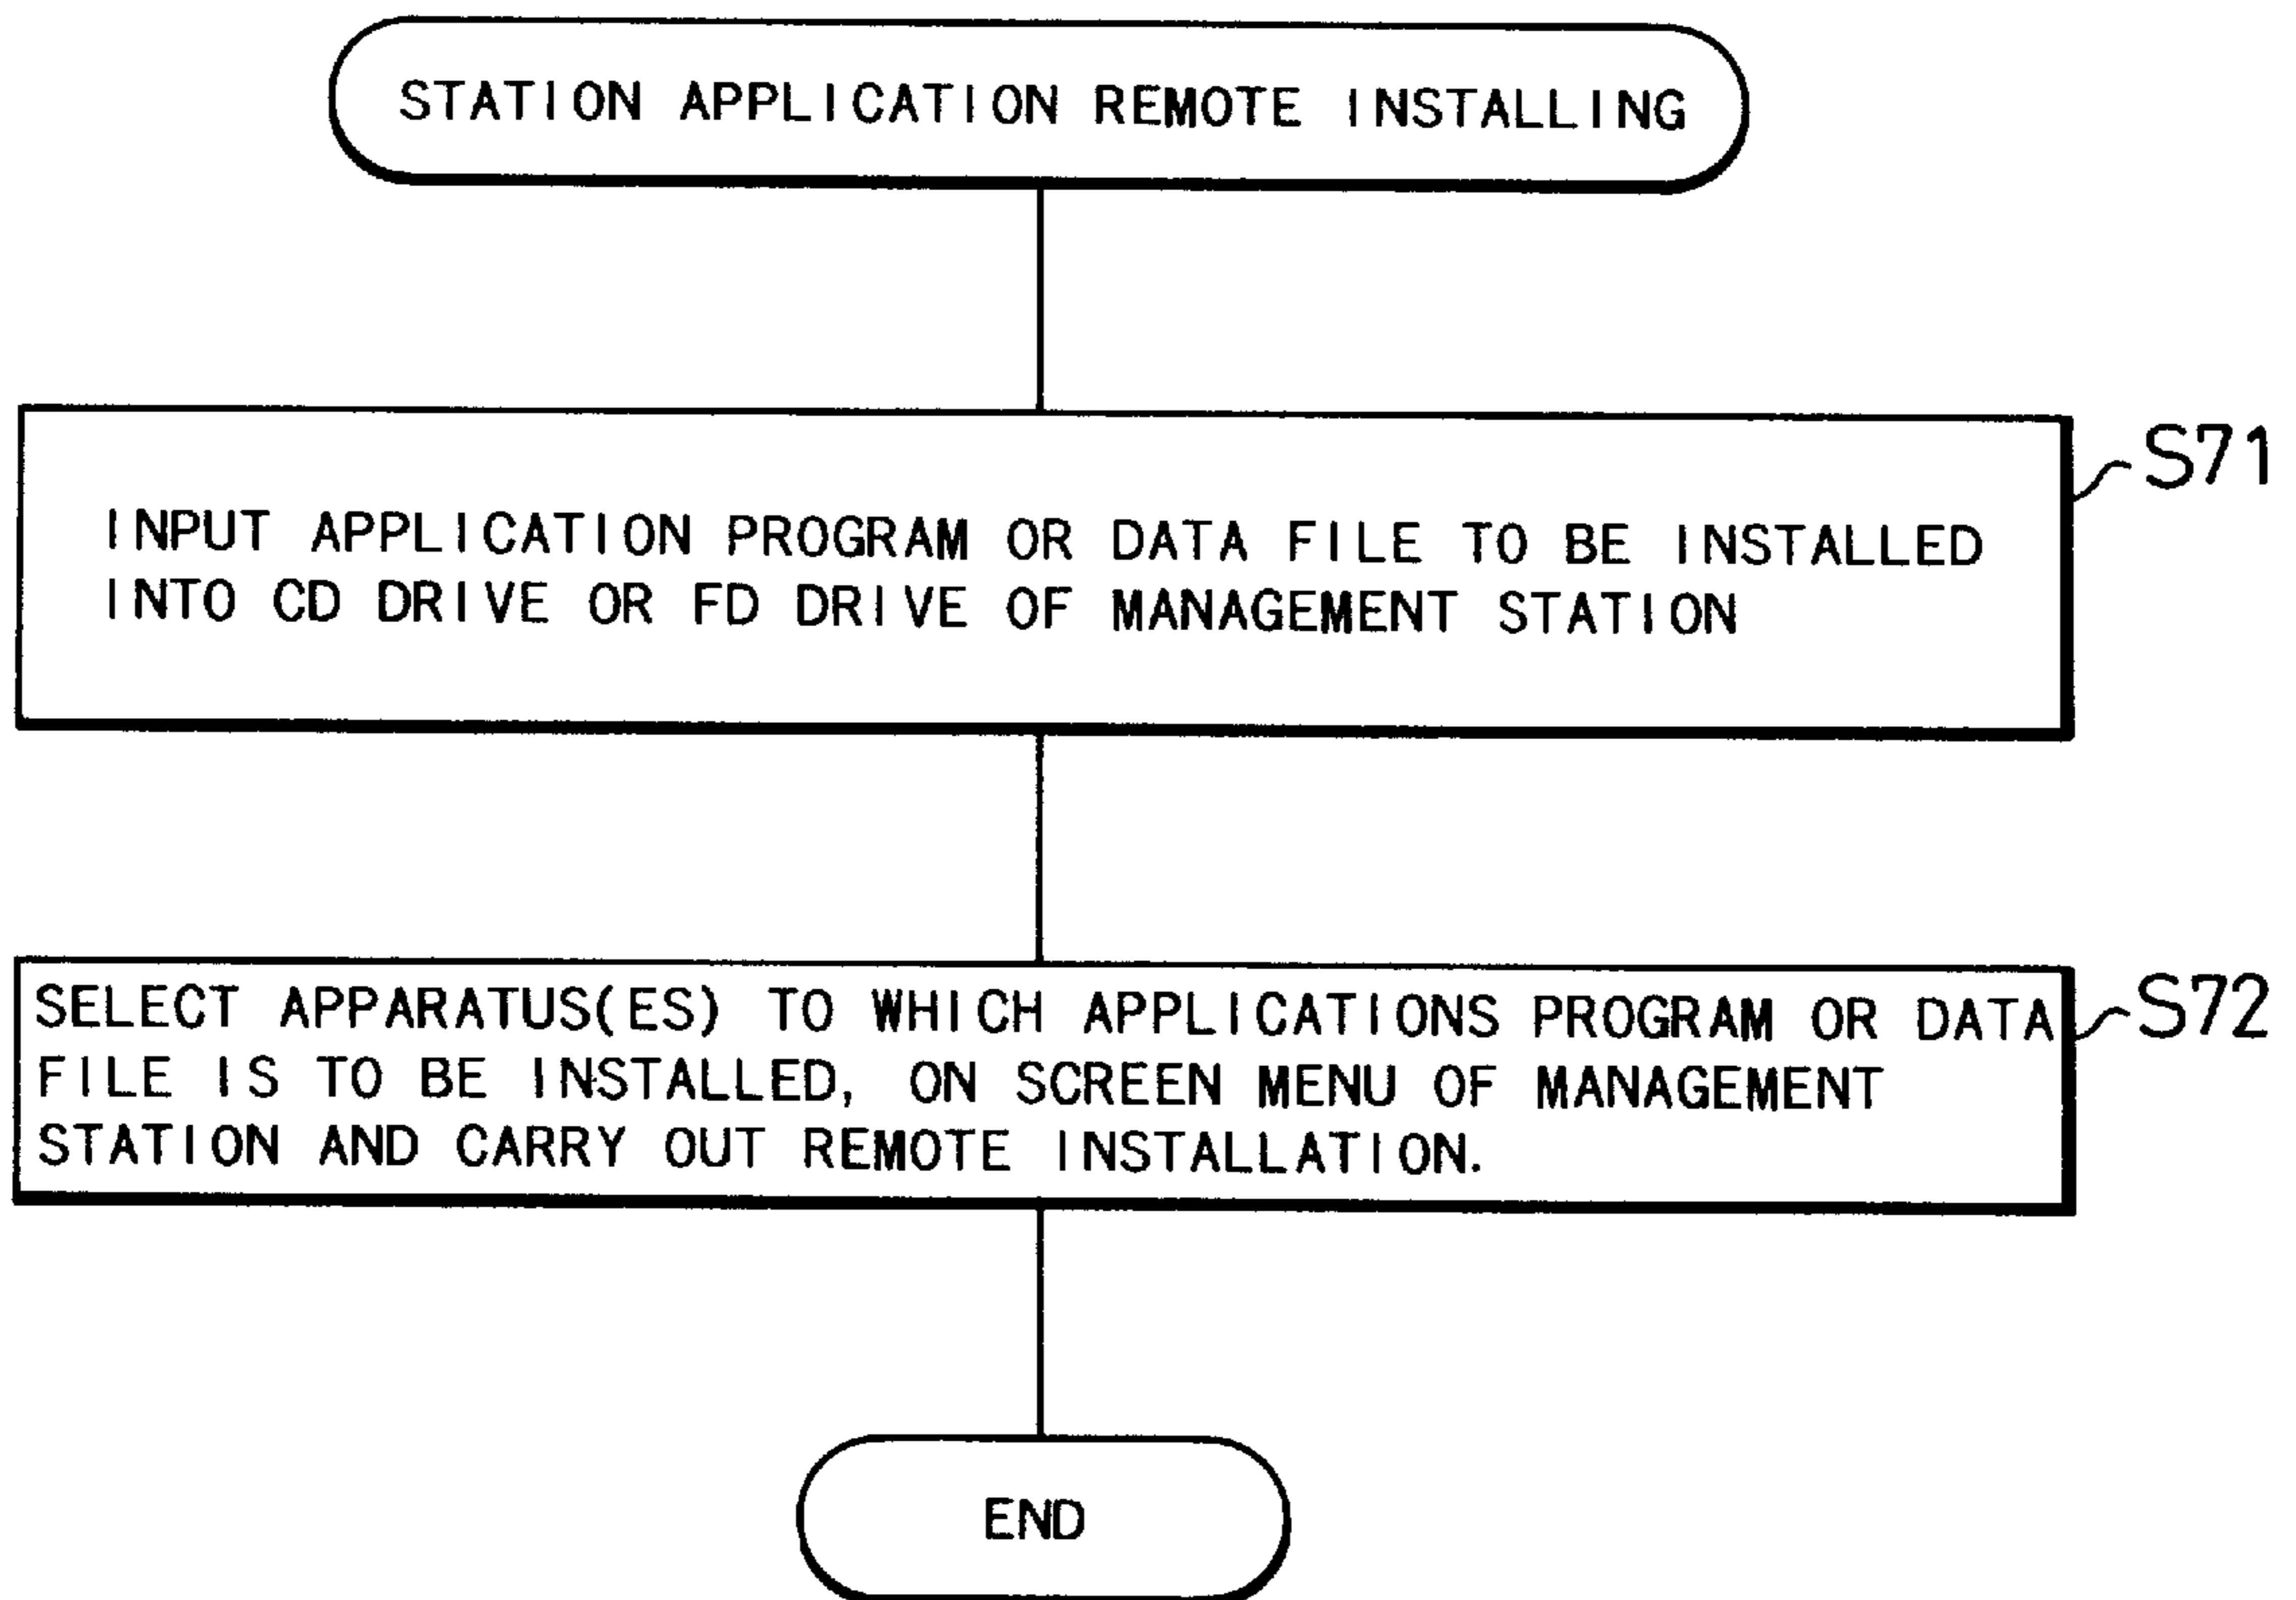 STATION APPLICATION REMOTE INSTALLING
S71
INPUT APPLICATION PROGRAM OR DATA FILE TO BE INSTALLED
INTO CD DRIVE OR FD DRIVE OF MANAGEMENT STATION
S72
SELECT APPARATUS(ES) TO WHICH APPLICATIONS PROGRAM OR DATA
FILE IS TO BE INSTALLED, ON SCREEN MENU OF MANAGEMENT
STATION AND CARRY OUT REMOTE INSTALLATION.
END